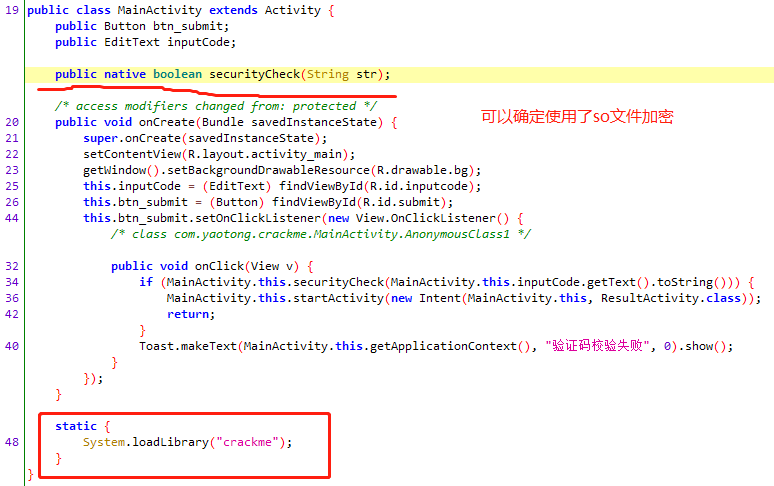 19 public class MainActivity extends Activity {
public Button btn_submit;
public EditText inputCode;
public native boolean securityCheck(String str);
/* access modifiers changed from: protected */
可以确定使用了so文件加密
20 public void onCreate(Bundle savedInstanceState) {
21 super.onCreate(savedInstanceState);
22 setContentView(R.layout.activity_main);
23 getWindow().setBackgroundDrawableResource(R.drawable.bg);
25 this.inputCode = (EditText) findViewById(R.id.inputcode);
26 this.btn_submit = (Button) findViewById(R.id.submit);
44 this.btn_submit.setOnClickListener(new View.OnClickListener() {
/* class com.yaotong.crackme.MainActivity.AnonymousClass1 */
32 public void onClick(View v) {
34 if (MainActivity.this.securityCheck(MainActivity.this.inputCode.getText().toString())) {
36 MainActivity.this.startActivity(new Intent(MainActivity.this, ResultActivity.class));
42 return;
}
40 Toast.makeText(MainActivity.this.getApplicationContext(), "验证码校验失败", 0).show();
}
});
}
static {
48 System.loadLibrary("crackme");
}
}